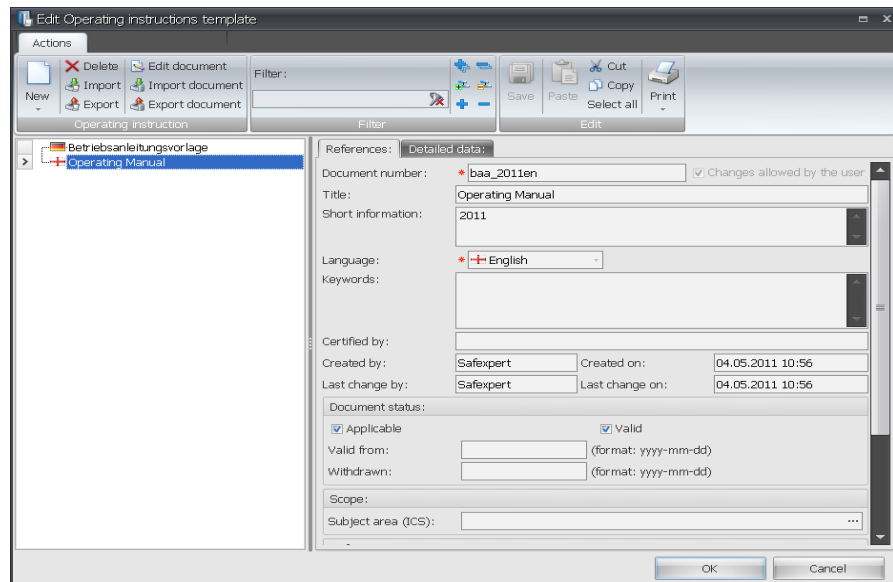 Edit Operating instructions template
Actions
New
Delete
Import
Export
Edit document
Import document
Export document
Operating instruction
Filter:
Filter
Save
Paste
Cut
Copy
Select all
Print
Edit
Betriebsanleitungsvorlage
> Operating Manual
References: Detailed data:
Document number: * baa_2011en Changes allowed by the user
Title: Operating Manual
Short information: 2011
Language: * English
Keywords:
Certified by:
Created by: Safexpert Created on: 04.05.2011 10:56
Last change by: Safexpert Last change on: 04.05.2011 10:56
Document status:
Applicable Valid
Valid from: (format: yyyy-mm-dd)
Withdrawn: (format: yyyy-mm-dd)
Scope:
Subject area (ICS): ...
OK Cancel